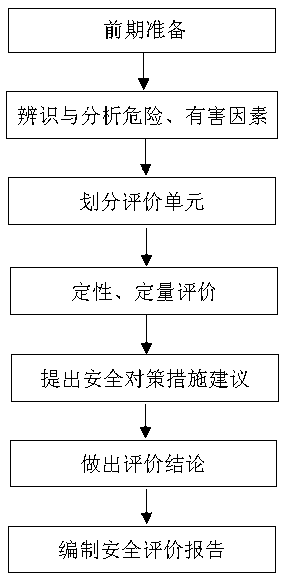 前期准备
辨识与分析危险、有害因素
划分评价单元
定性、定量评价
提出安全对策措施建议
做出评价结论
编制安全评价报告